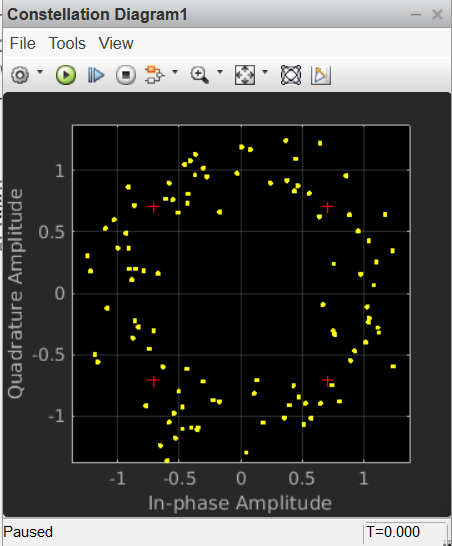 Constellation Diagram1
File Tools View
Quadrature Amplitude
1
0.5
0
-0.5
-1
-1 -0.5 0 0.5 1
In-phase Amplitude
Paused T=0.000